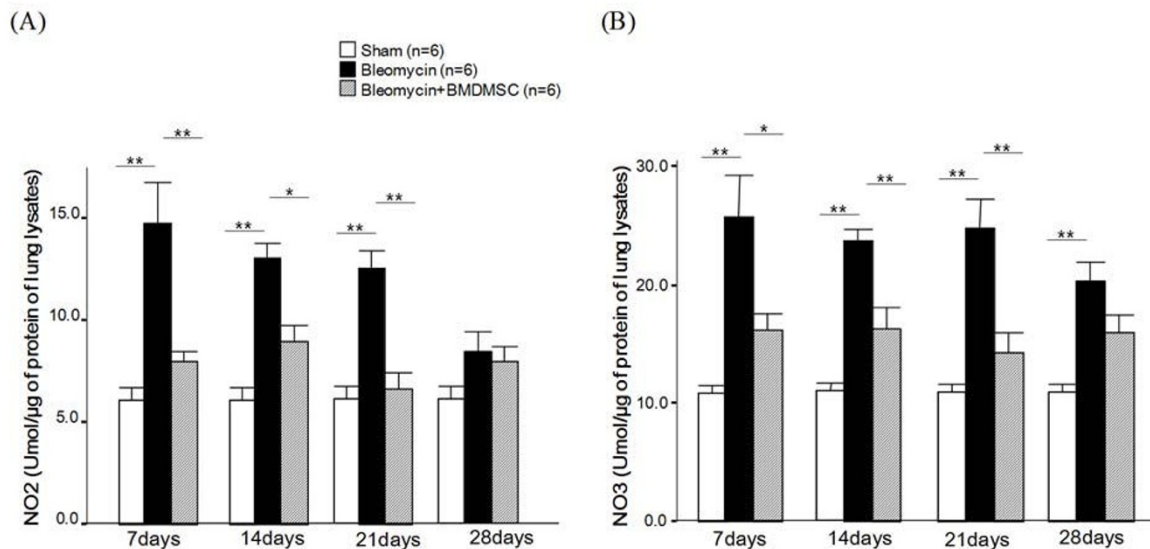 (A)
Sham (n=6)
Bleomycin (n=6)
Bleomycin+BMDMSC (n=6)
**
**
**
*
**
**
NO2 (Umol/µg of protein of lung lysates)
15.0
10.0
5.0
0.0
7days
14days
21days
28days
(B)
*
**
**
**
**
**
**
NO3 (Umol/µg of protein of lung lysates)
30.0
20.0
10.0
0.0
7days
14days
21days
28days